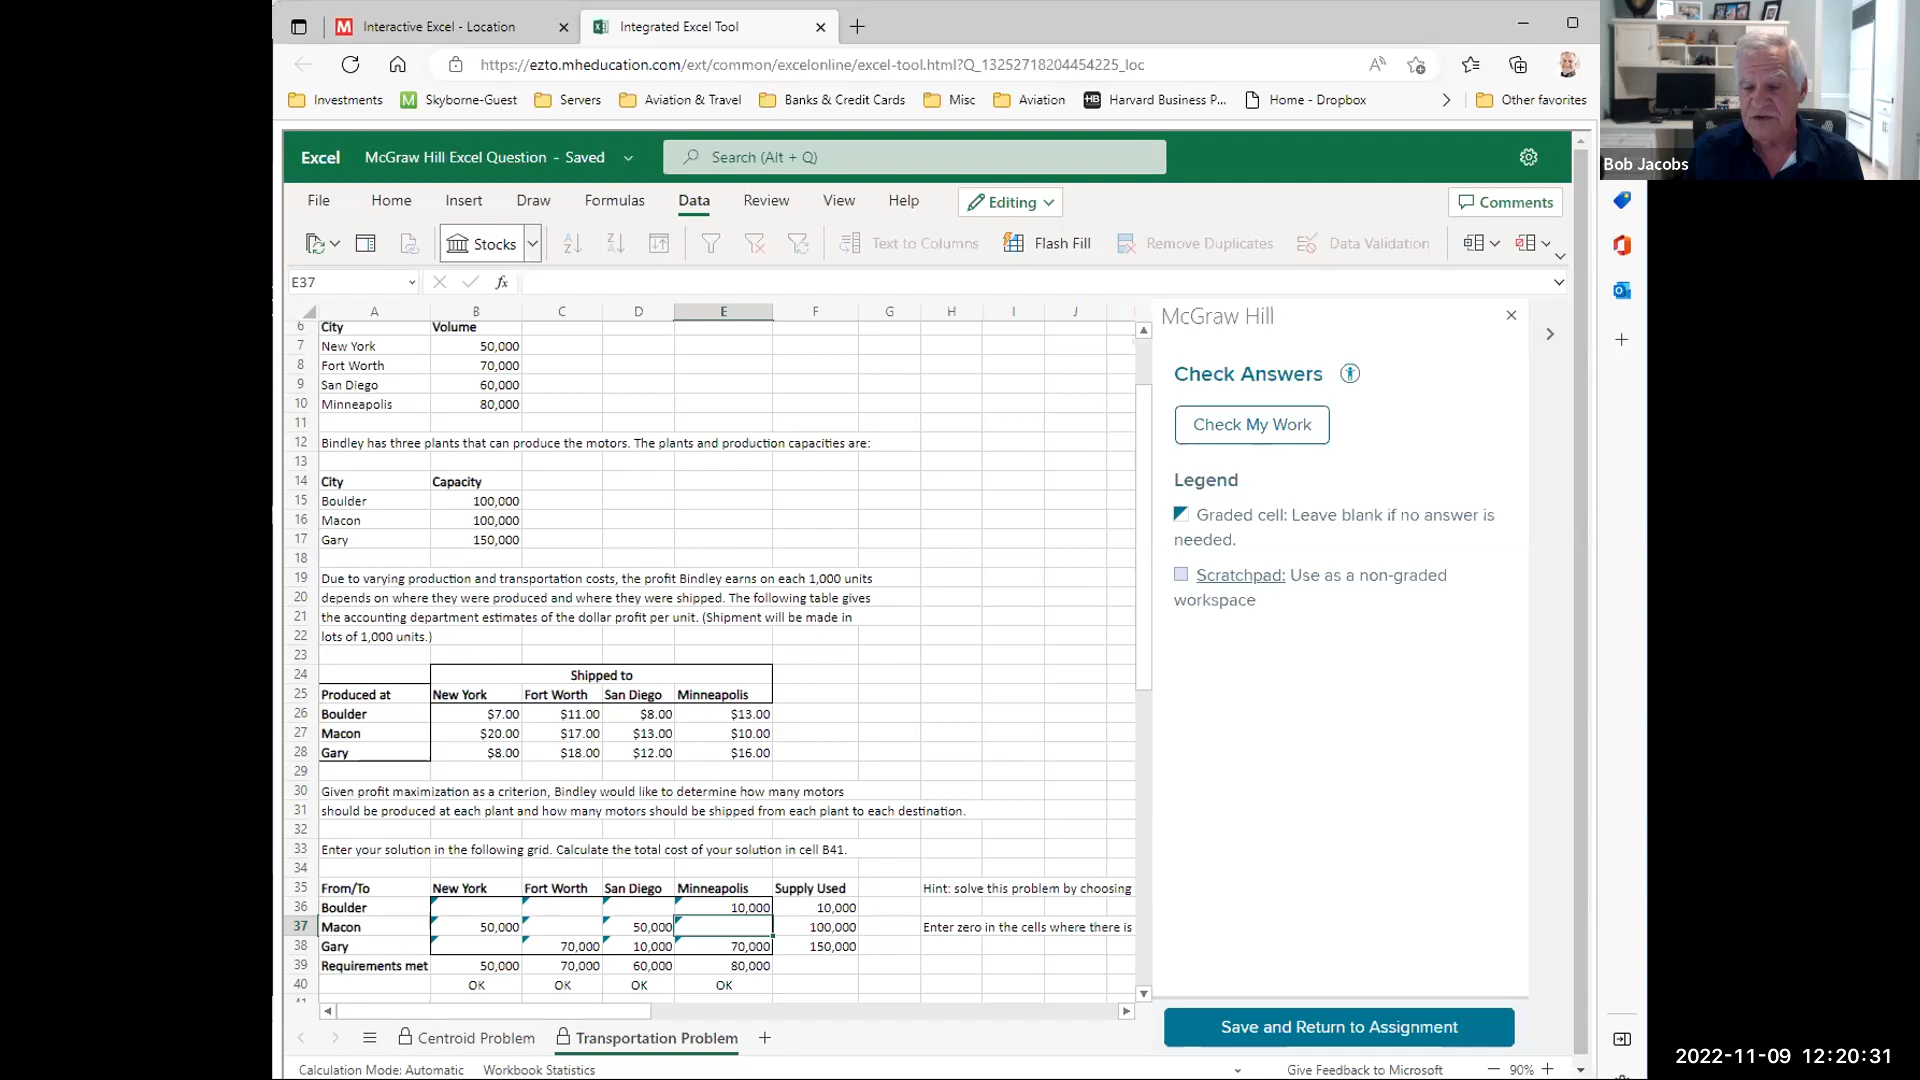 Interactive Excel - Location
Integrated Excel Tool
https://ezto.mheducation.com/ext/common/excelonline/excel-tool.html?Q_13252718204454225_loc
Investments
Skyborne-Guest
Servers
Aviation & Travel
Banks & Credit Cards
Misc
Aviation
Harvard Business P...
Home - Dropbox
Other favorites
Bob Jacobs
Excel
McGraw Hill Excel Question - Saved
Search (Alt + Q)
File Home Insert Draw Formulas Data Review View Help
Editing
Comments
Stocks
Text to Columns
Flash Fill
Remove Duplicates
Data Validation
E37
fx
A B C D E F G H I J
6 City Volume
7 New York 50,000
8 Fort Worth 70,000
9 San Diego 60,000
10 Minneapolis 80,000
11
12 Bindley has three plants that can produce the motors. The plants and production capacities are:
13
14 City Capacity
15 Boulder 100,000
16 Macon 100,000
17 Gary 150,000
18
19 Due to varying production and transportation costs, the profit Bindley earns on each 1,000 units
20 depends on where they were produced and where they were shipped. The following table gives
21 the accounting department estimates of the dollar profit per unit. (Shipment will be made in
22 lots of 1,000 units.)
23
24 Shipped to
25 Produced at New York Fort Worth San Diego Minneapolis
26 Boulder $7.00 $11.00 $8.00 $13.00
27 Macon $20.00 $17.00 $13.00 $10.00
28 Gary $8.00 $18.00 $12.00 $16.00
29
30 Given profit maximization as a criterion, Bindley would like to determine how many motors
31 should be produced at each plant and how many motors should be shipped from each plant to each destination.
32
33 Enter your solution in the following grid. Calculate the total cost of your solution in cell B41.
34
35 From/To New York Fort Worth San Diego Minneapolis Supply Used Hint: solve this problem by choosing
36 Boulder 10,000 10,000
37 Macon 50,000 50,000 100,000 Enter zero in the cells where there is
38 Gary 70,000 10,000 70,000 150,000
39 Requirements met 50,000 70,000 60,000 80,000
40 OK OK OK OK
McGraw Hill
Check Answers
Check My Work
Legend
Graded cell: Leave blank if no answer is
needed.
Scratchpad: Use as a non-graded
workspace
Save and Return to Assignment
Centroid Problem
Transportation Problem
Calculation Mode: Automatic
Workbook Statistics
Give Feedback to Microsoft
90%
2022-11-09 12:20:31